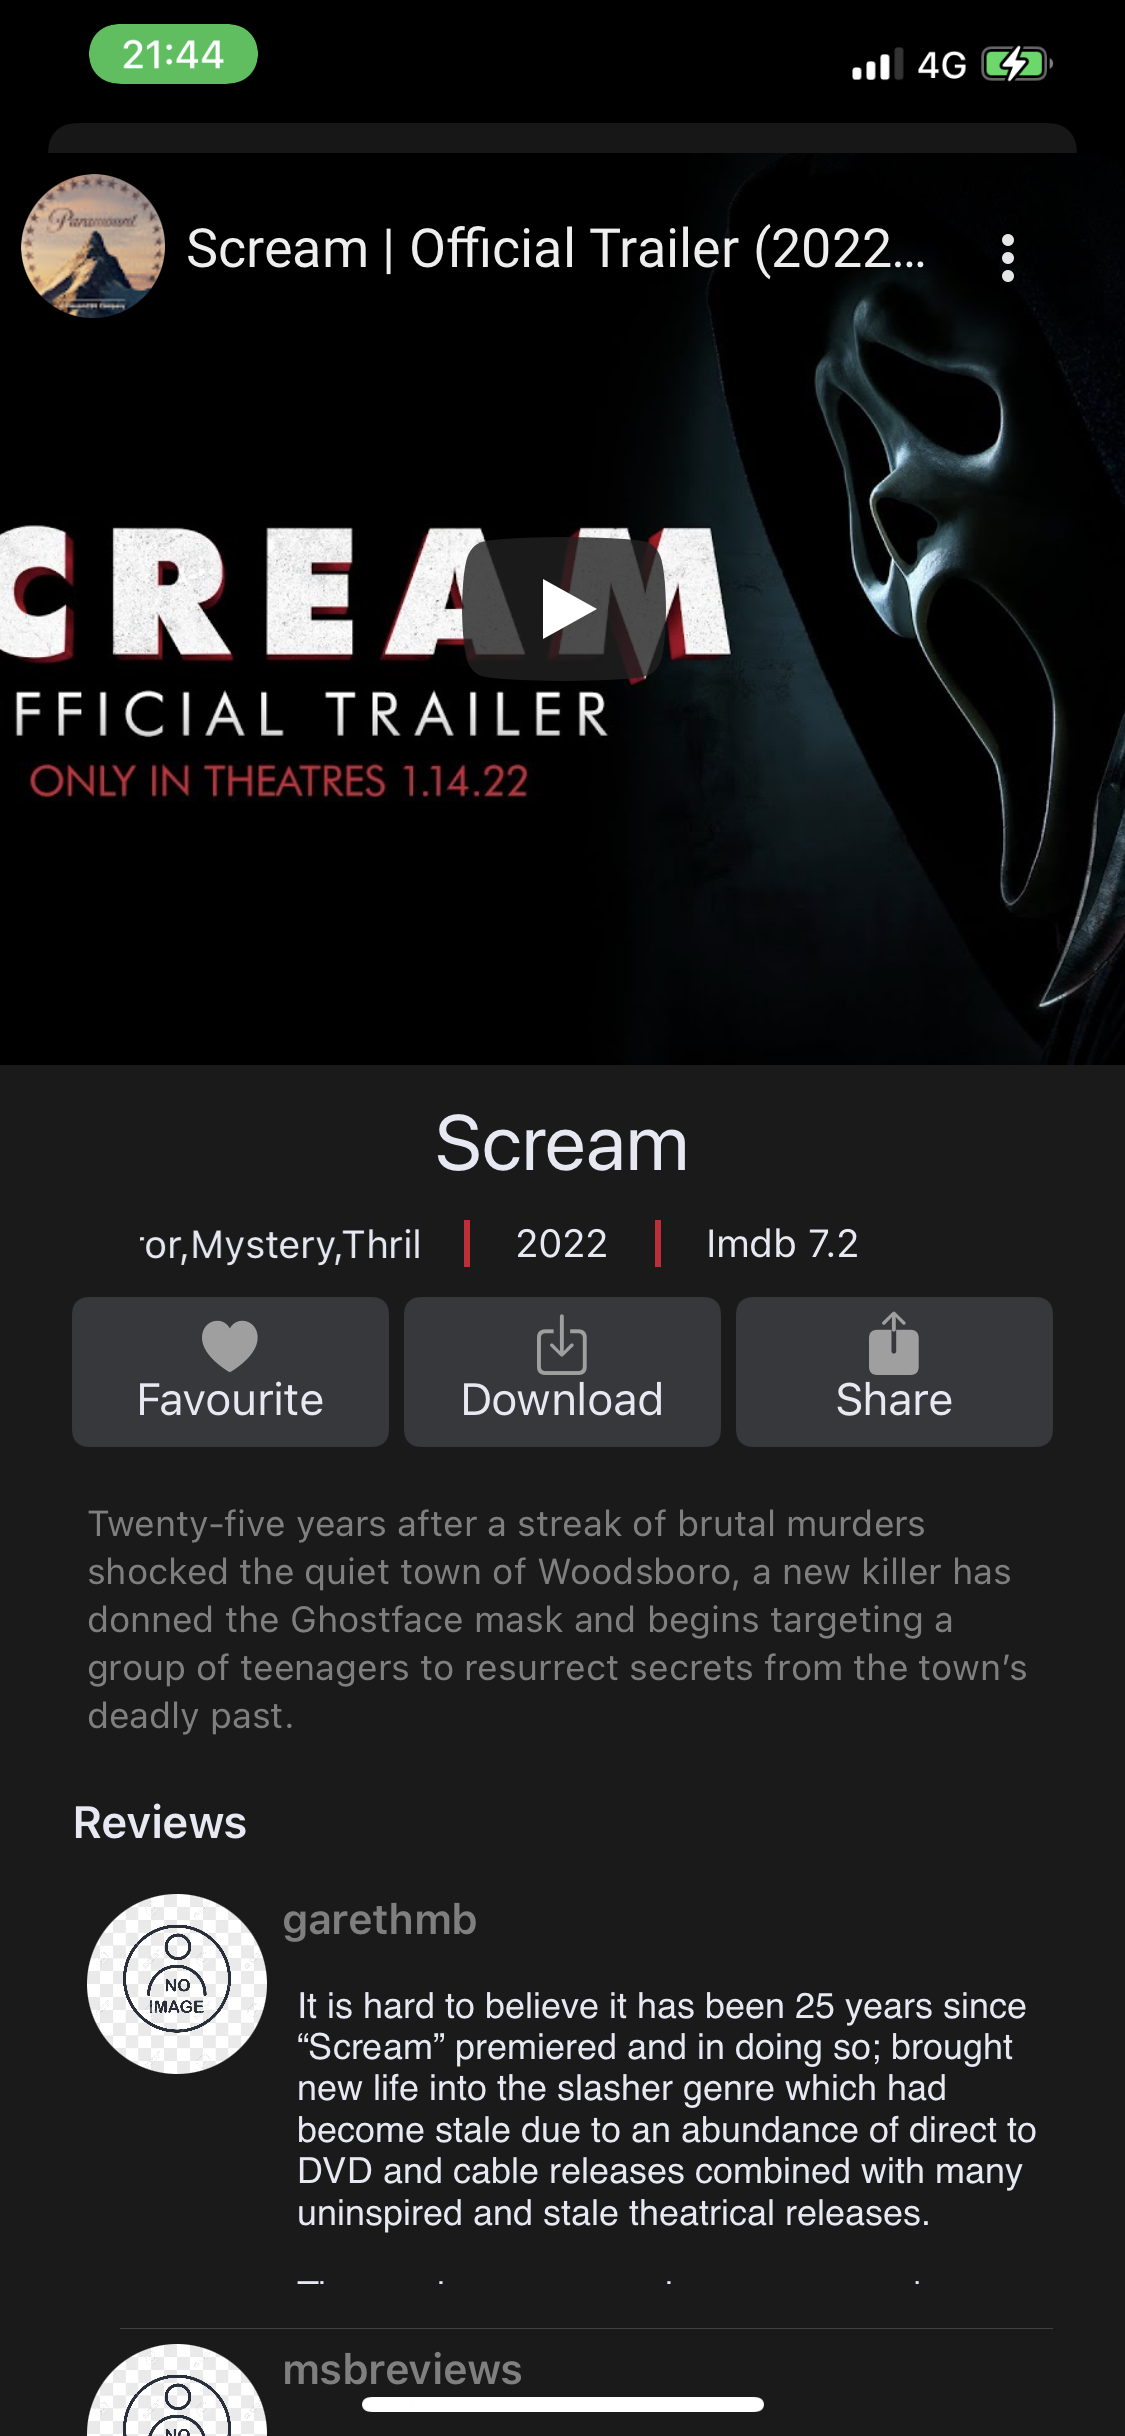 21:44
4G
Paramount
Scream | Official Trailer (2022...
CREAM
FFICIAL TRAILER
ONLY IN THEATRES 1.14.22
Scream
ror,Mystery,Thril
2022
Imdb 7.2
Favourite
Download
Share
Twenty-five years after a streak of brutal murders
shocked the quiet town of Woodsboro, a new killer has
donned the Ghostface mask and begins targeting a
group of teenagers to resurrect secrets from the town’s
deadly past.
Reviews
garethmb
NO
IMAGE
It is hard to believe it has been 25 years since
“Scream” premiered and in doing so; brought
new life into the slasher genre which had
become stale due to an abundance of direct to
DVD and cable releases combined with many
uninspired and stale theatrical releases.
msbreviews
NO